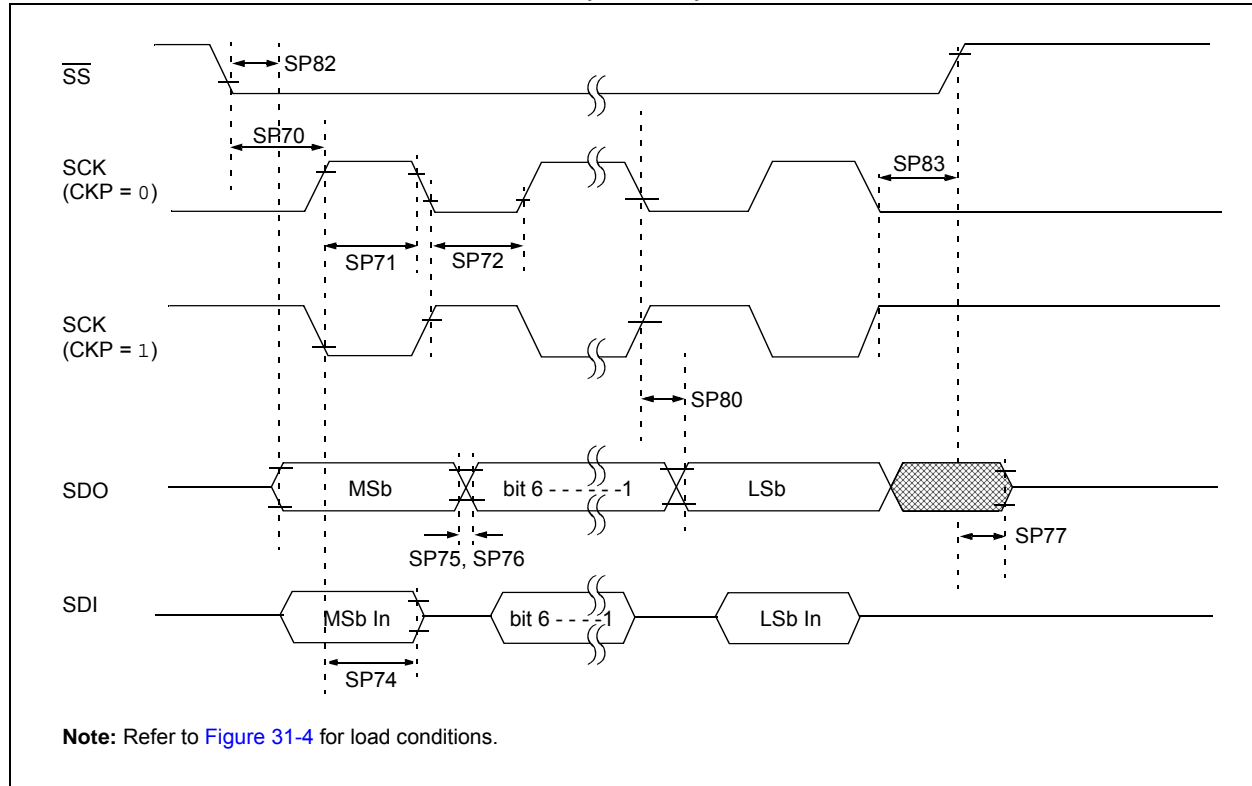 SS
SP82
SP70
SCK
(CKP = 0)
SP83
SP71
SP72
SCK
(CKP = 1)
SP80
SDO
MSb
bit 6 - - - - - -1
LSb
SP75, SP76
SP77
SDI
MSb In
bit 6 - - - -1
LSb In
SP74
Note: Refer to Figure 31-4 for load conditions.